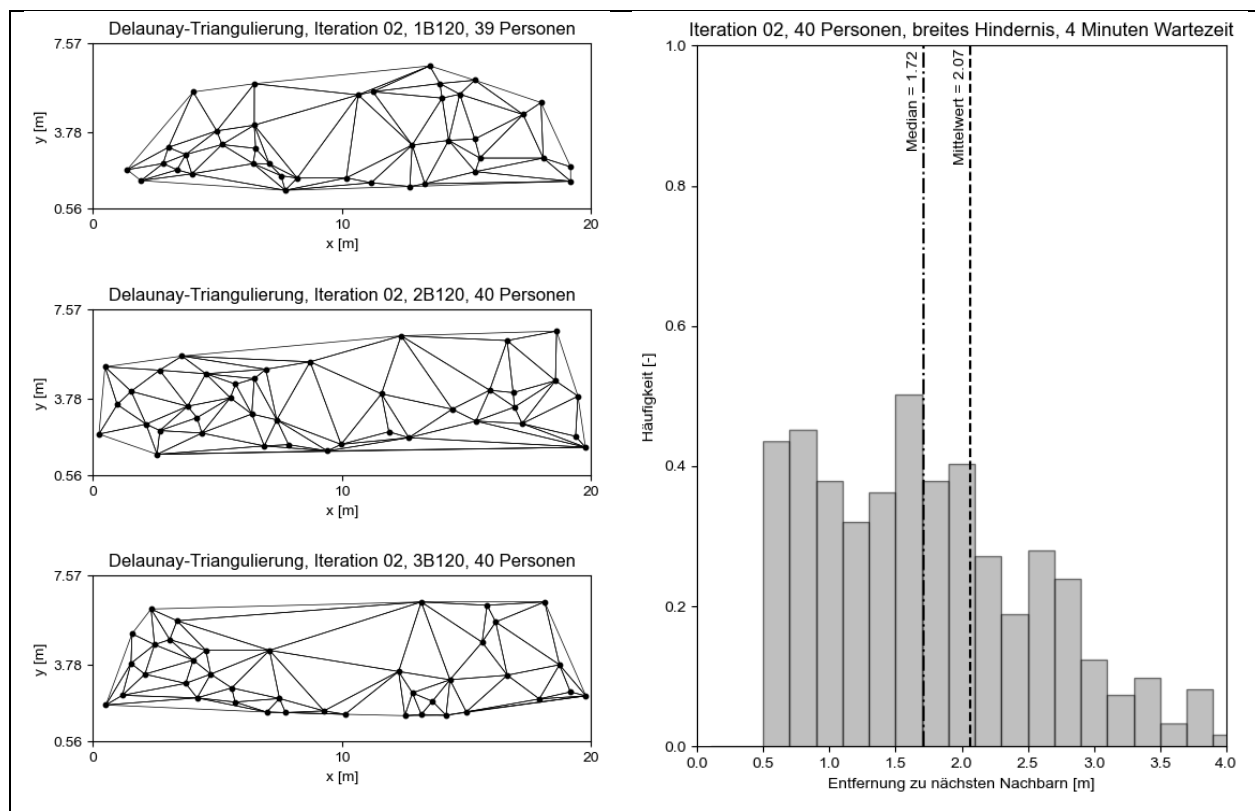 Delaunay-Triangulierung, Iteration 02, 1B120, 39 Personen
7.57
3.78
0.56
y [m]
0
10
20
x [m]
Delaunay-Triangulierung, Iteration 02, 2B120, 40 Personen
7.57
3.78
0.56
y [m]
0
10
20
x [m]
Delaunay-Triangulierung, Iteration 02, 3B120, 40 Personen
7.57
3.78
0.56
y [m]
0
10
20
x [m]
Iteration 02, 40 Personen, breites Hindernis, 4 Minuten Wartezeit
1.0
0.8
0.6
0.4
0.2
0.0
Häufigkeit [-]
Median = 1.72
Mittelwert = 2.07
0.0
0.5
1.0
1.5
2.0
2.5
3.0
3.5
4.0
Entfernung zu nächsten Nachbarn [m]